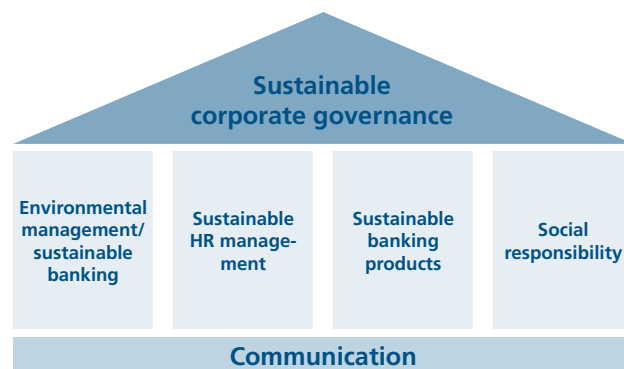 Sustainable
corporate governance
Environmental
management/
sustainable
banking
Sustainable
HR manage-
ment
Sustainable
banking
products
Social
responsibility
Communication